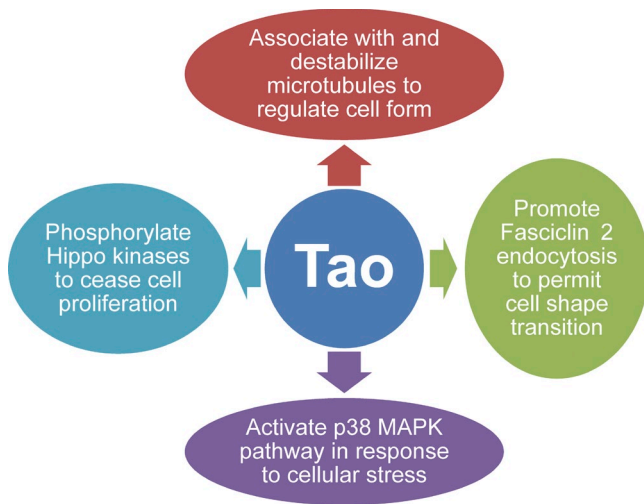 Associate with and
destabilize
microtubules to
regulate cell form
Phosphorylate
Hippo kinases
to cease cell
proliferation
Tao
Promote
Fasciclin 2
endocytosis
to permit
cell shape
transition
Activate p38 MAPK
pathway in response
to cellular stress